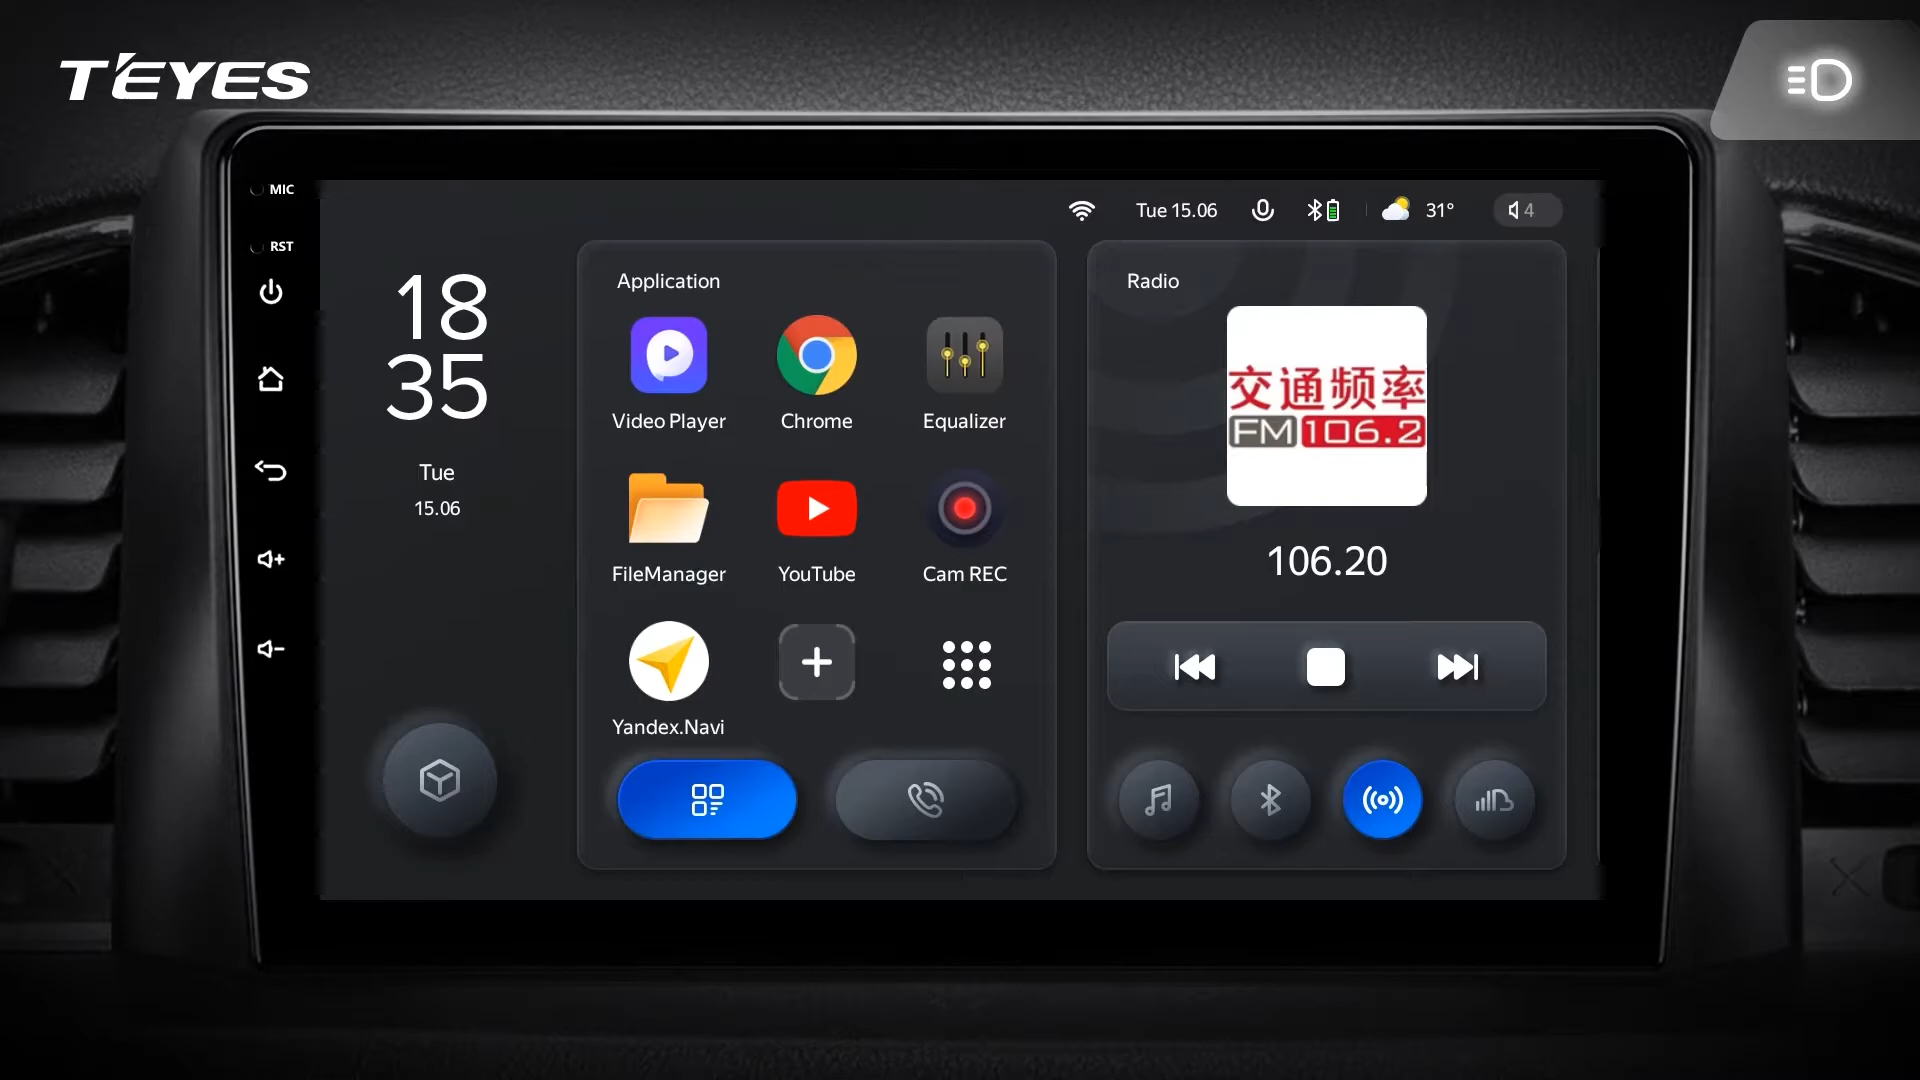 T'EYES
MIC
RST
Tue 15.06
31°
4
18
35
Tue
15.06
Application
Video Player
Chrome
Equalizer
FileManager
YouTube
Cam REC
Yandex.Navi
Radio
交通频率
FM 106.2
106.20